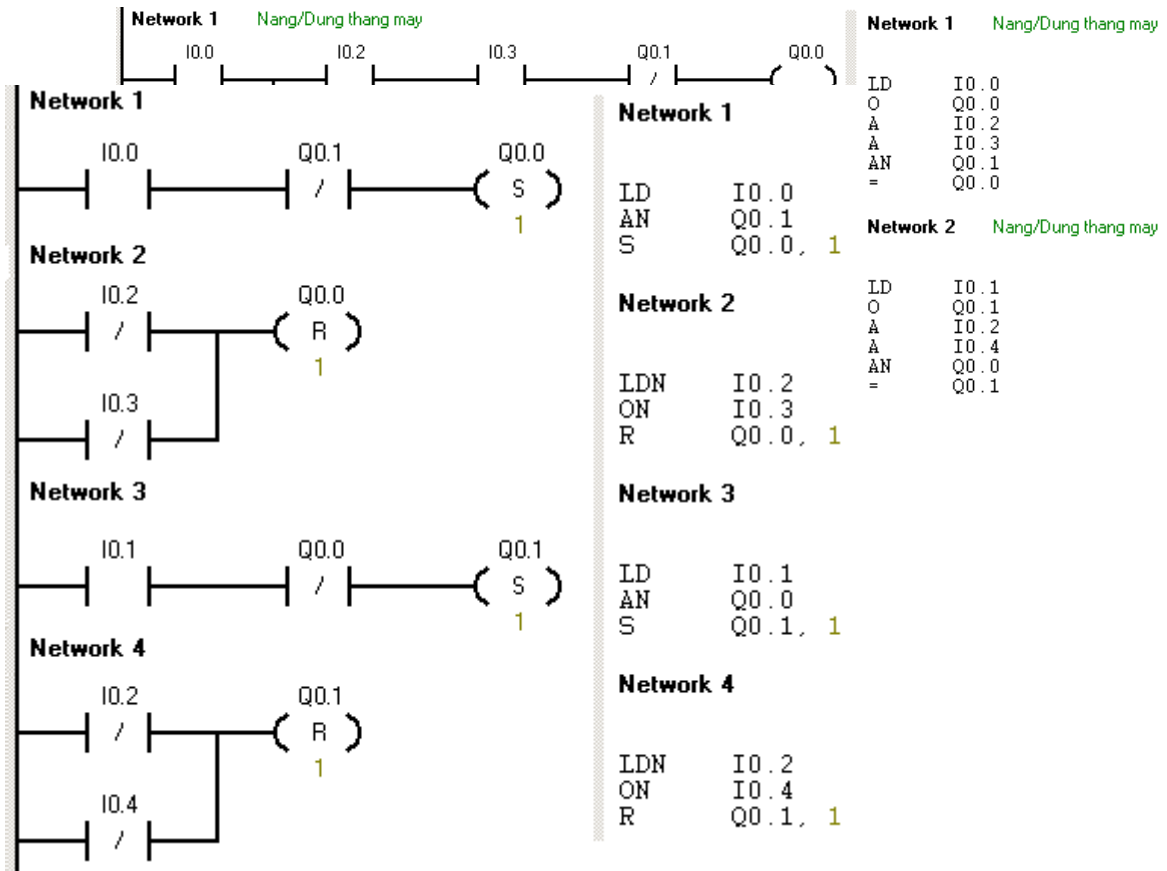 Network 1 Nang/Dung thang may
I0.0 I0.2 I0.3 Q0.1 Q0.0
/
Network 1
I0.0 Q0.1 Q0.0
/ S
1
Network 2
I0.2 Q0.0
/ R
1
I0.3
/
Network 3
I0.1 Q0.0 Q0.1
/ S
1
Network 4
I0.2 Q0.1
/ R
1
I0.4
/
Network 1
LD I0.0
AN Q0.1
S Q0.0, 1
Network 2
LDN I0.2
ON I0.3
R Q0.0, 1
Network 3
LD I0.1
AN Q0.0
S Q0.1, 1
Network 4
LDN I0.2
ON I0.4
R Q0.1, 1
Network 1 Nang/Dung thang may
LD I0.0
O Q0.0
A I0.2
A I0.3
AN Q0.1
= Q0.0
Network 2 Nang/Dung thang may
LD I0.1
O Q0.1
A I0.2
A I0.4
AN Q0.0
= Q0.1